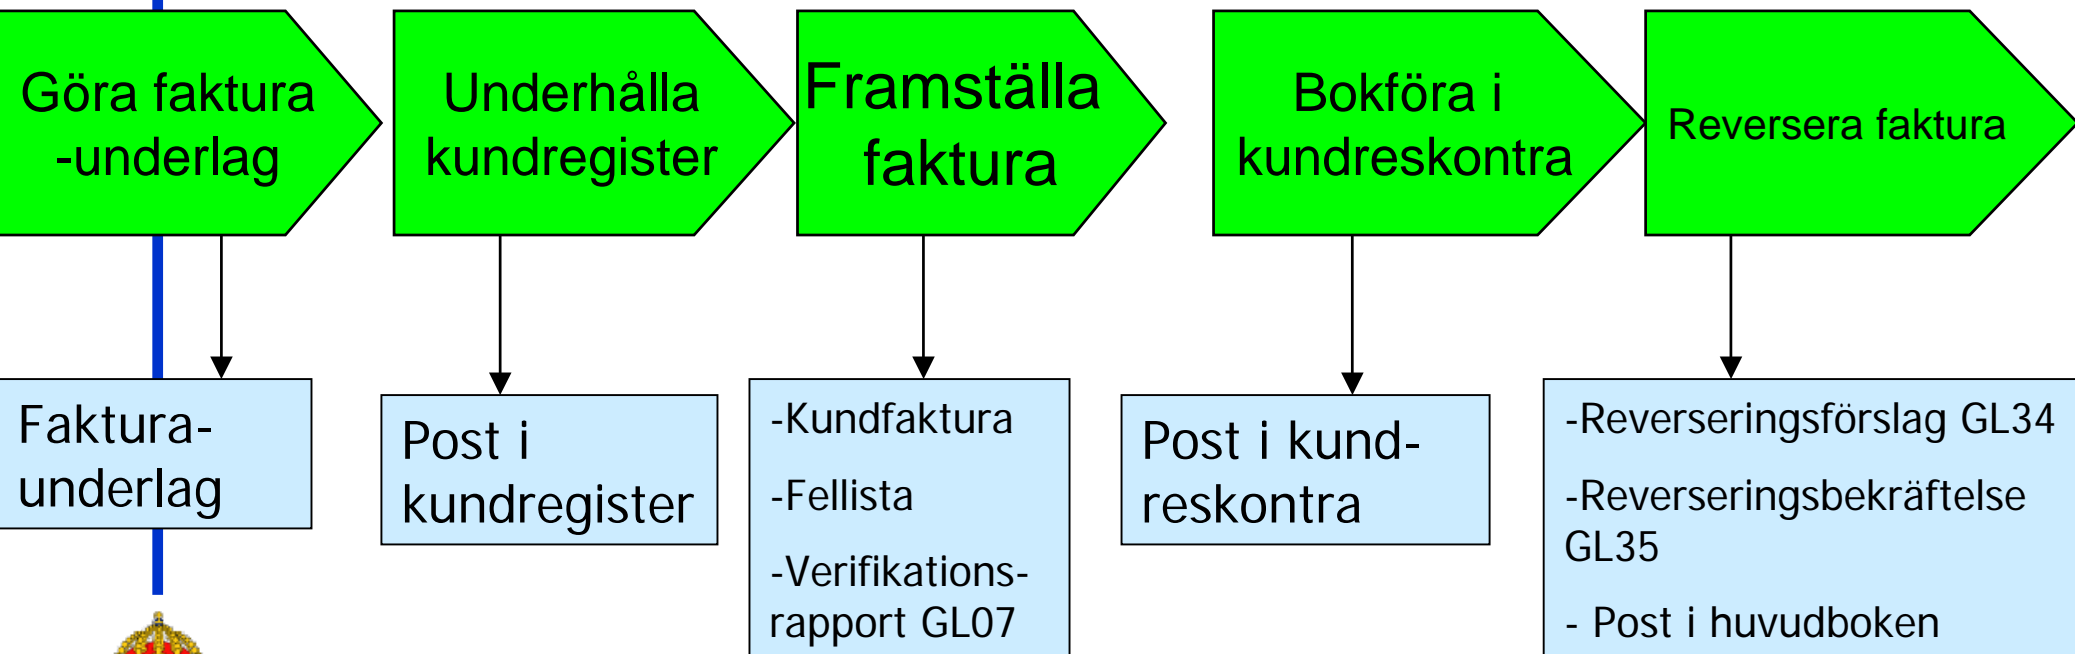 Göra faktura
-underlag
Underhålla
kundregister
Framställa
faktura
Bokföra i
kundreskontra
Reversera faktura
Faktura-
underlag
Post i
kundregister
-Kundfaktura
-Fellista
-Verifikations-
rapport GL07
Post i kund-
reskontra
-Reverseringsförslag GL34
-Reverseringsbekräftelse
GL35
- Post i huvudboken